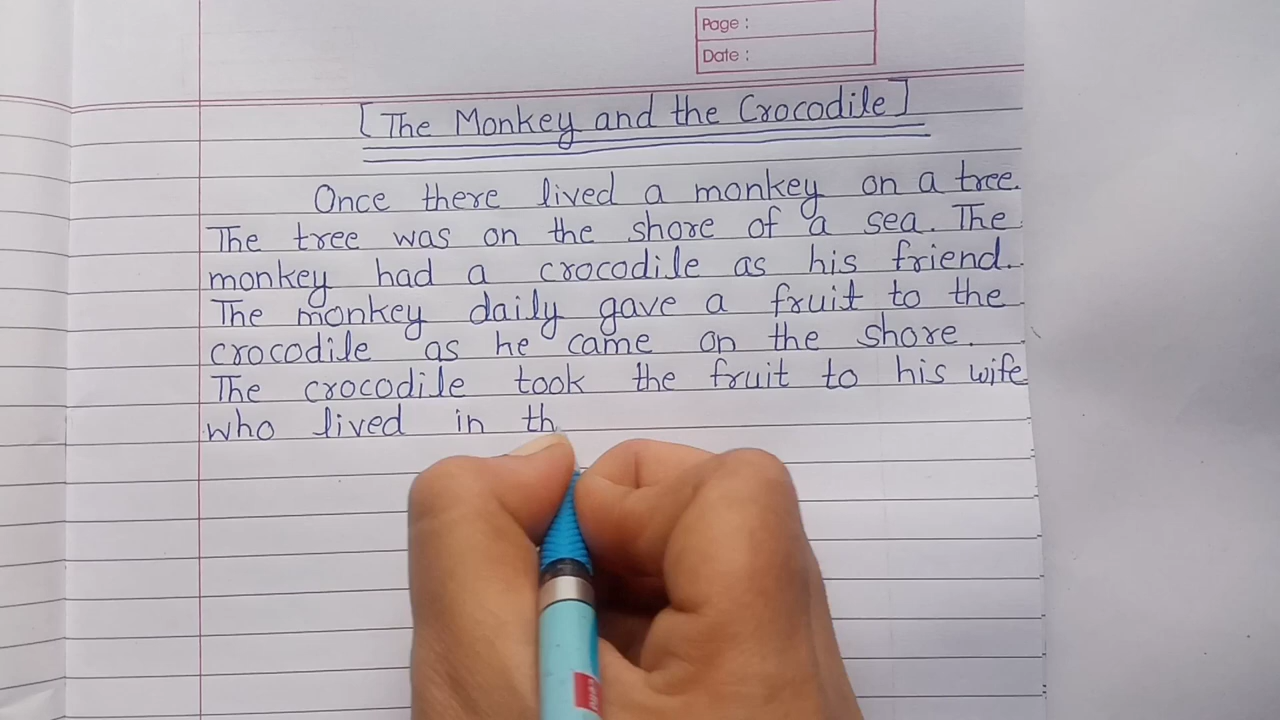 Page :
Date :
[The Monkey and the Crocodile]
Once there lived a monkey on a tree.
The tree was on the shore of a sea. The
monkey had a crocodile as his friend.
The monkey daily gave a fruit to the
crocodile as he came on the shore.
The crocodile took the fruit to his wife
who lived in th